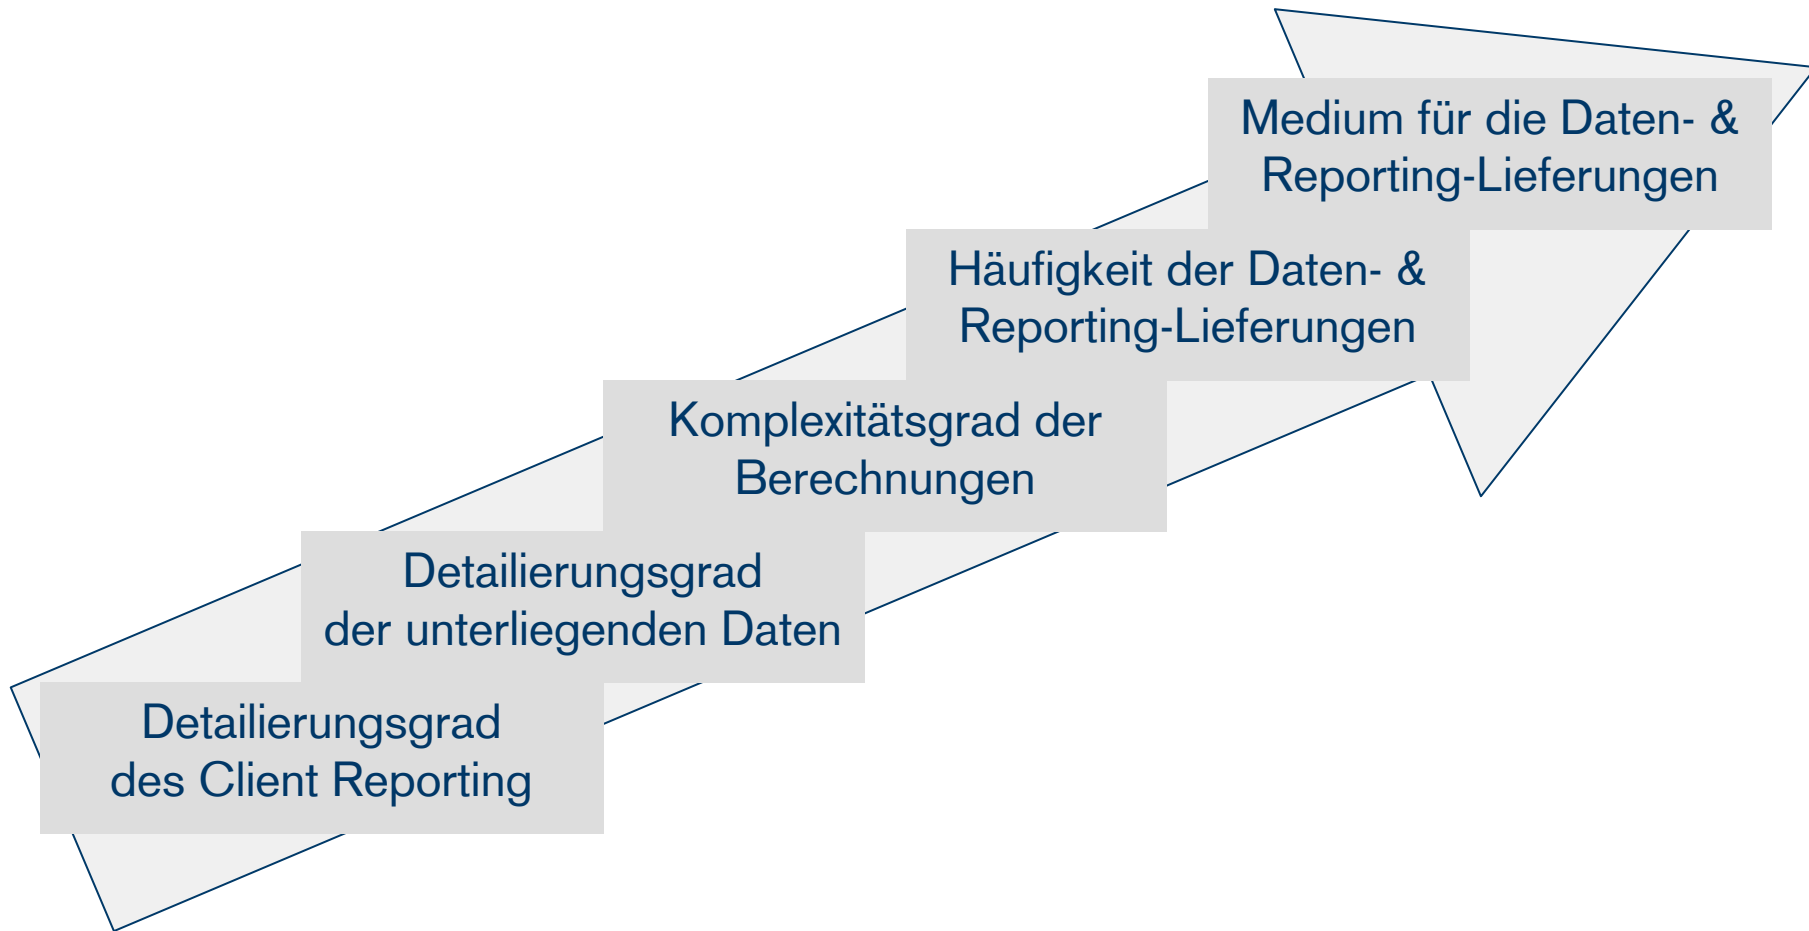 Medium für die Daten- &
Reporting-Lieferungen
Häufigkeit der Daten- &
Reporting-Lieferungen
Komplexitätsgrad der
Berechnungen
Detailierungsgrad
der unterliegenden Daten
Detailierungsgrad
des Client Reporting